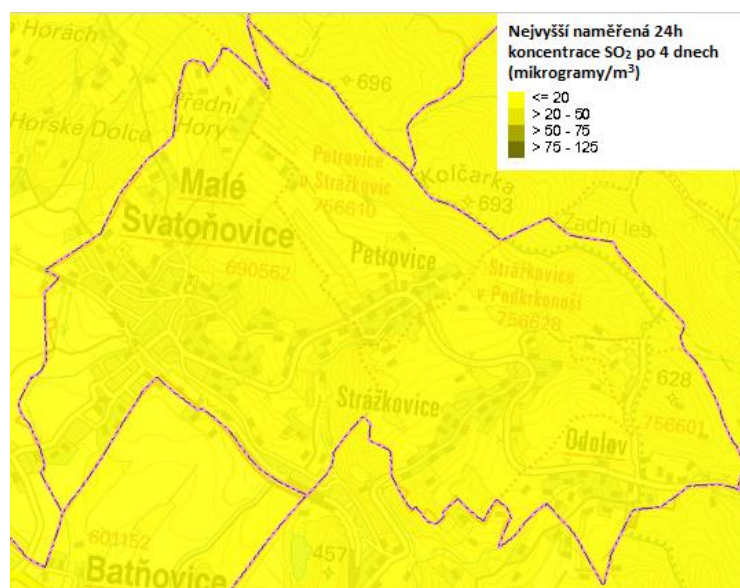 Nejvyšší naměřená 24h
koncentrace SO₂ po 4 dnech
(mikrogramy/m³)
<= 20
> 20 - 50
> 50 - 75
> 75 - 125
a Horách
696
Přední
Hory
Horské Dolce
Petrovice
v Strážkovic
756610
Kolčarka
693
Malé
Svatoňovice
690562
Zadní les
Petrovice
Strážkovice
v Podkrkonoší
756628
628
Strážkovice
756601
Odolov
601152
457
Batňovice